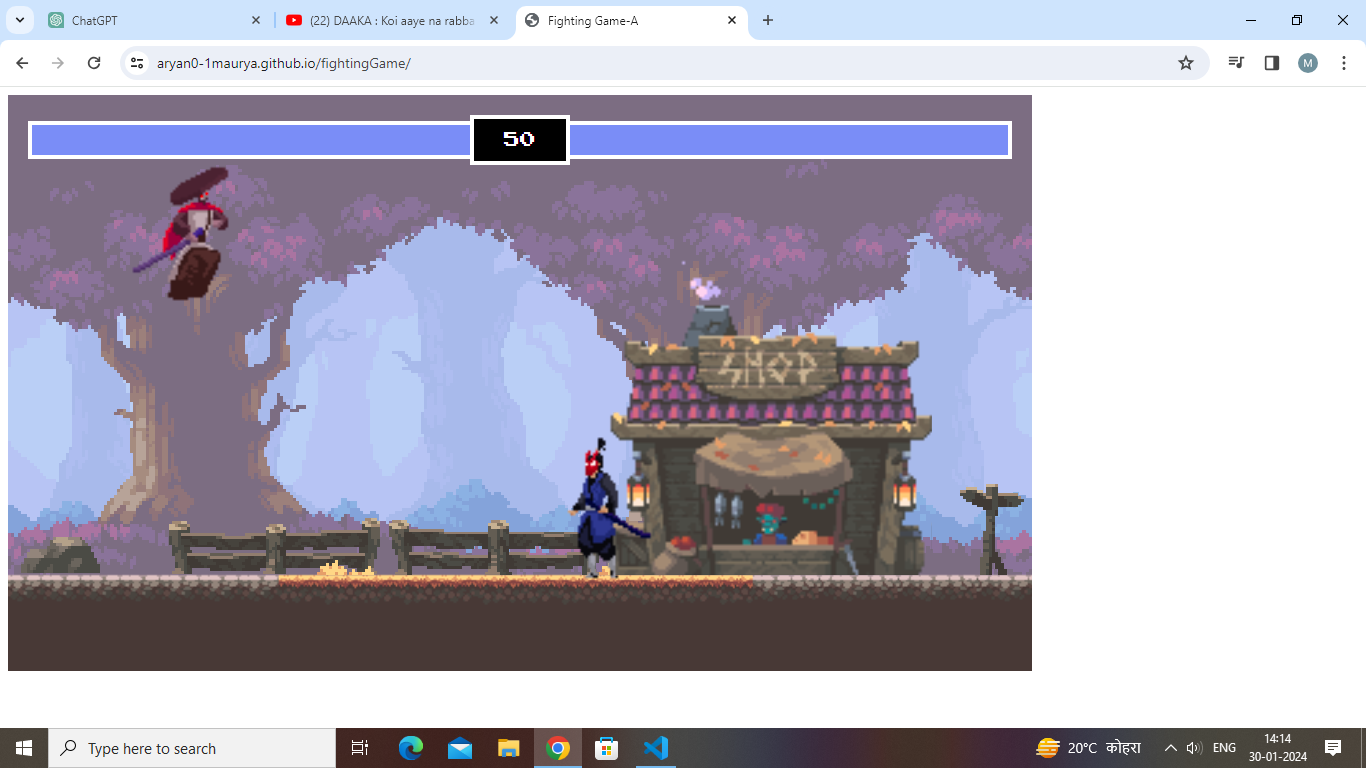 ChatGPT
(22) DAAKA : Koi aaye na rabba
Fighting Game-A
aryan0-1maurya.github.io/fightingGame/
M
50
SHOP
Type here to search
20°C कोहरा
ENG
14:14
30-01-2024